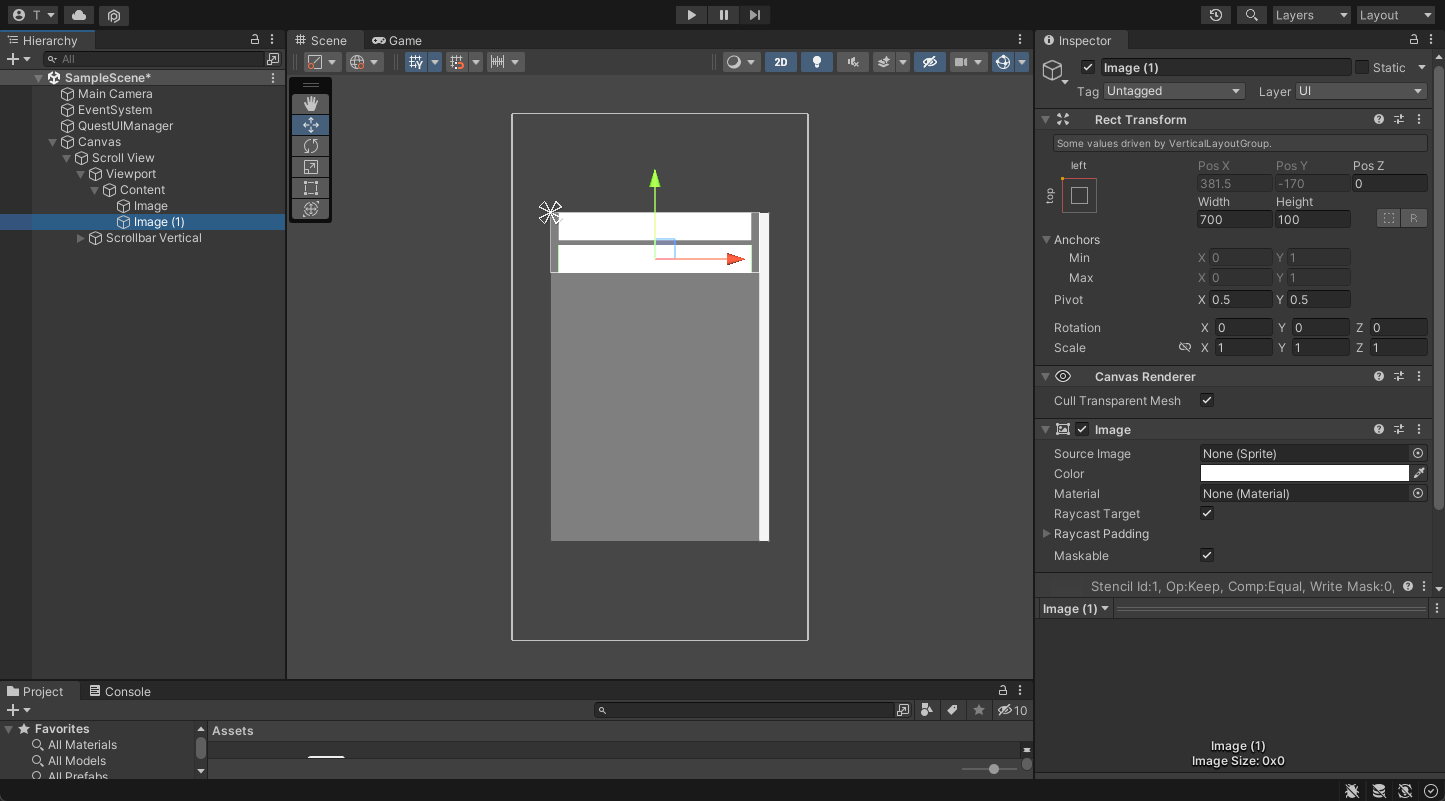 T
Layers
Layout
Hierarchy
All
SampleScene*
Main Camera
EventSystem
QuestUIManager
Canvas
Scroll View
Viewport
Content
Image
Image (1)
Scrollbar Vertical
Scene
Game
2D
Inspector
Image (1)
Static
Tag Untagged Layer UI
Rect Transform
Some values driven by VerticalLayoutGroup.
left
top
Pos X Pos Y Pos Z
381.5 -170 0
Width Height
700 100 R
Anchors
Min X 0 Y 1
Max X 0 Y 1
Pivot X 0.5 Y 0.5
Rotation X 0 Y 0 Z 0
Scale X 1 Y 1 Z 1
Canvas Renderer
Cull Transparent Mesh
Image
Source Image None (Sprite)
Color
Material None (Material)
Raycast Target
Raycast Padding
Maskable
Stencil Id:1, Op:Keep, Comp:Equal, Write Mask:0,
Image (1)
Image (1)
Image Size: 0x0
Project
Console
10
Favorites
All Materials
All Models
All Prefabs
Assets